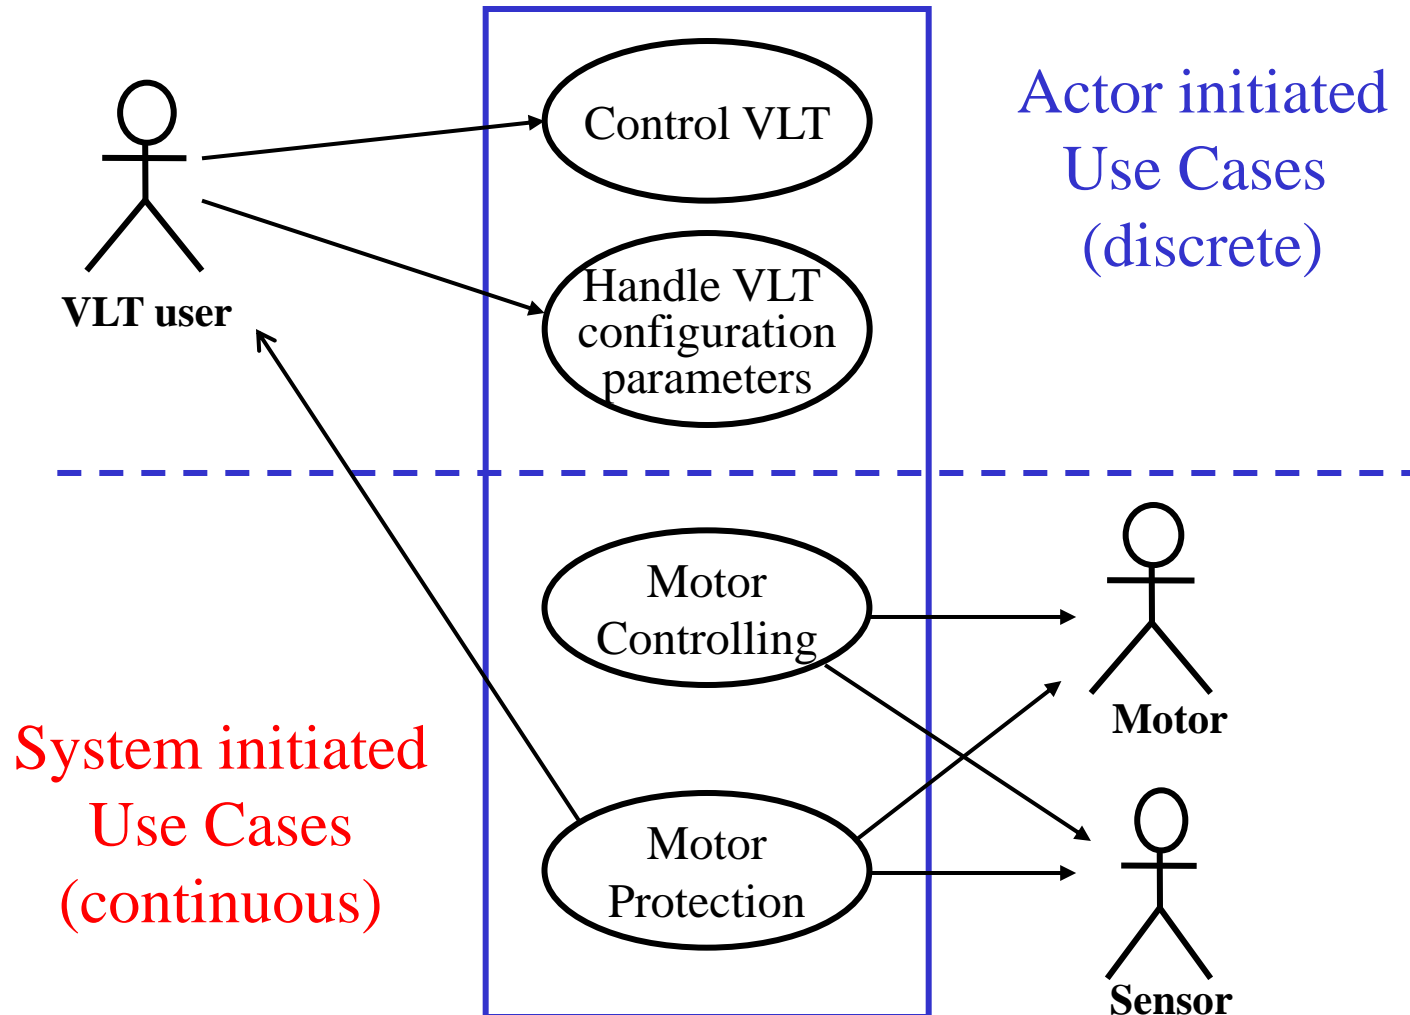 Control VLT
Actor initiated
Use Cases
(discrete)
VLT user
Handle VLT
configuration
parameters
Motor
Controlling
Motor
System initiated
Use Cases
(continuous)
Motor
Protection
Sensor